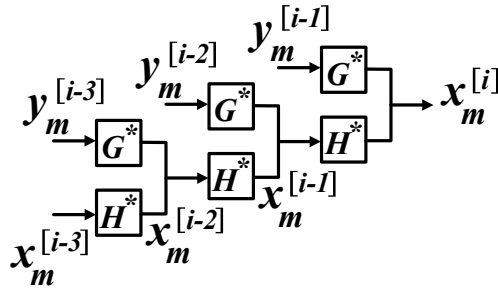 y_m^[i-1]
G*
y_m^[i-2]
G*
x_m^[i]
y_m^[i-3]
G*
H*
H*
x_m^[i-1]
H*
x_m^[i-2]
x_m^[i-3]